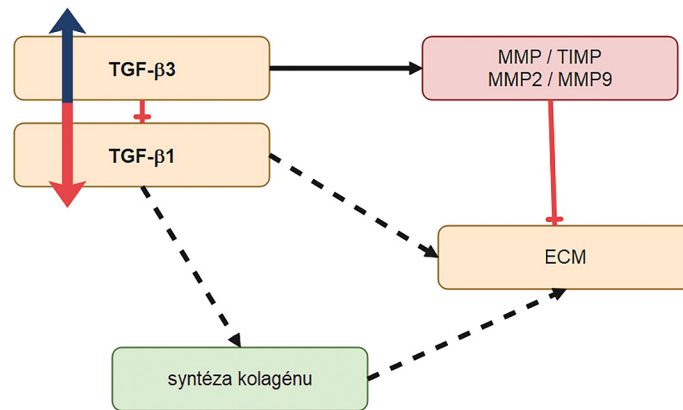 TGF-β3
MMP / TIMP
MMP2 / MMP9
TGF-β1
ECM
syntéza kolagénu